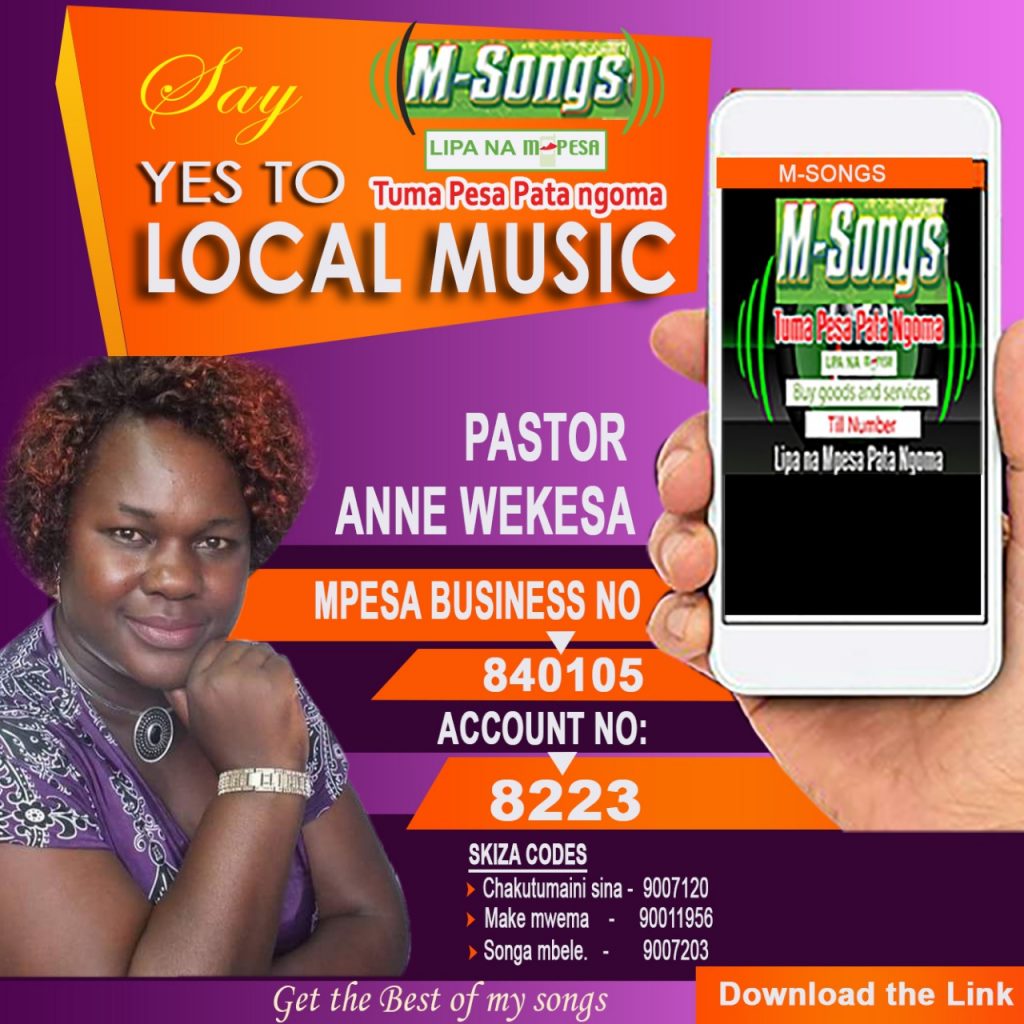 Say
M-Songs
LIPA NA M-PESA
YES TO
Tuma Pesa Pata ngoma
LOCAL MUSIC
M-SONGS
M-Songs
Tuma Pesa Pata Ngoma
LIPA NA M-PESA
Buy goods and services
Till Number
Lipa na Mpesa Pata Ngoma
PASTOR
ANNE WEKESA
MPESA BUSINESS NO
840105
ACCOUNT NO:
8223
SKIZA CODES
Chakutumaini sina - 9007120
Make mwema - 90011956
Songa mbele. - 9007203
Get the Best of my songs
Download the Link